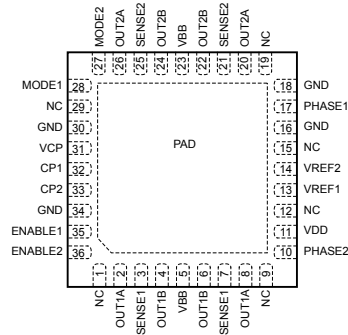 MODE2
OUT2A
SENSE2
OUT2B
VBB
OUT2B
SENSE2
OUT2A
NC
27
26
25
24
23
22
21
20
19
MODE1 28
NC 29
GND 30
VCP 31
CP1 32
CP2 33
GND 34
ENABLE1 35
ENABLE2 36
PAD
18 GND
17 PHASE1
16 GND
15 NC
14 VREF2
13 VREF1
12 NC
11 VDD
10 PHASE2
1
2
3
4
5
6
7
8
9
NC
OUT1A
SENSE1
OUT1B
VBB
OUT1B
SENSE1
OUT1A
NC